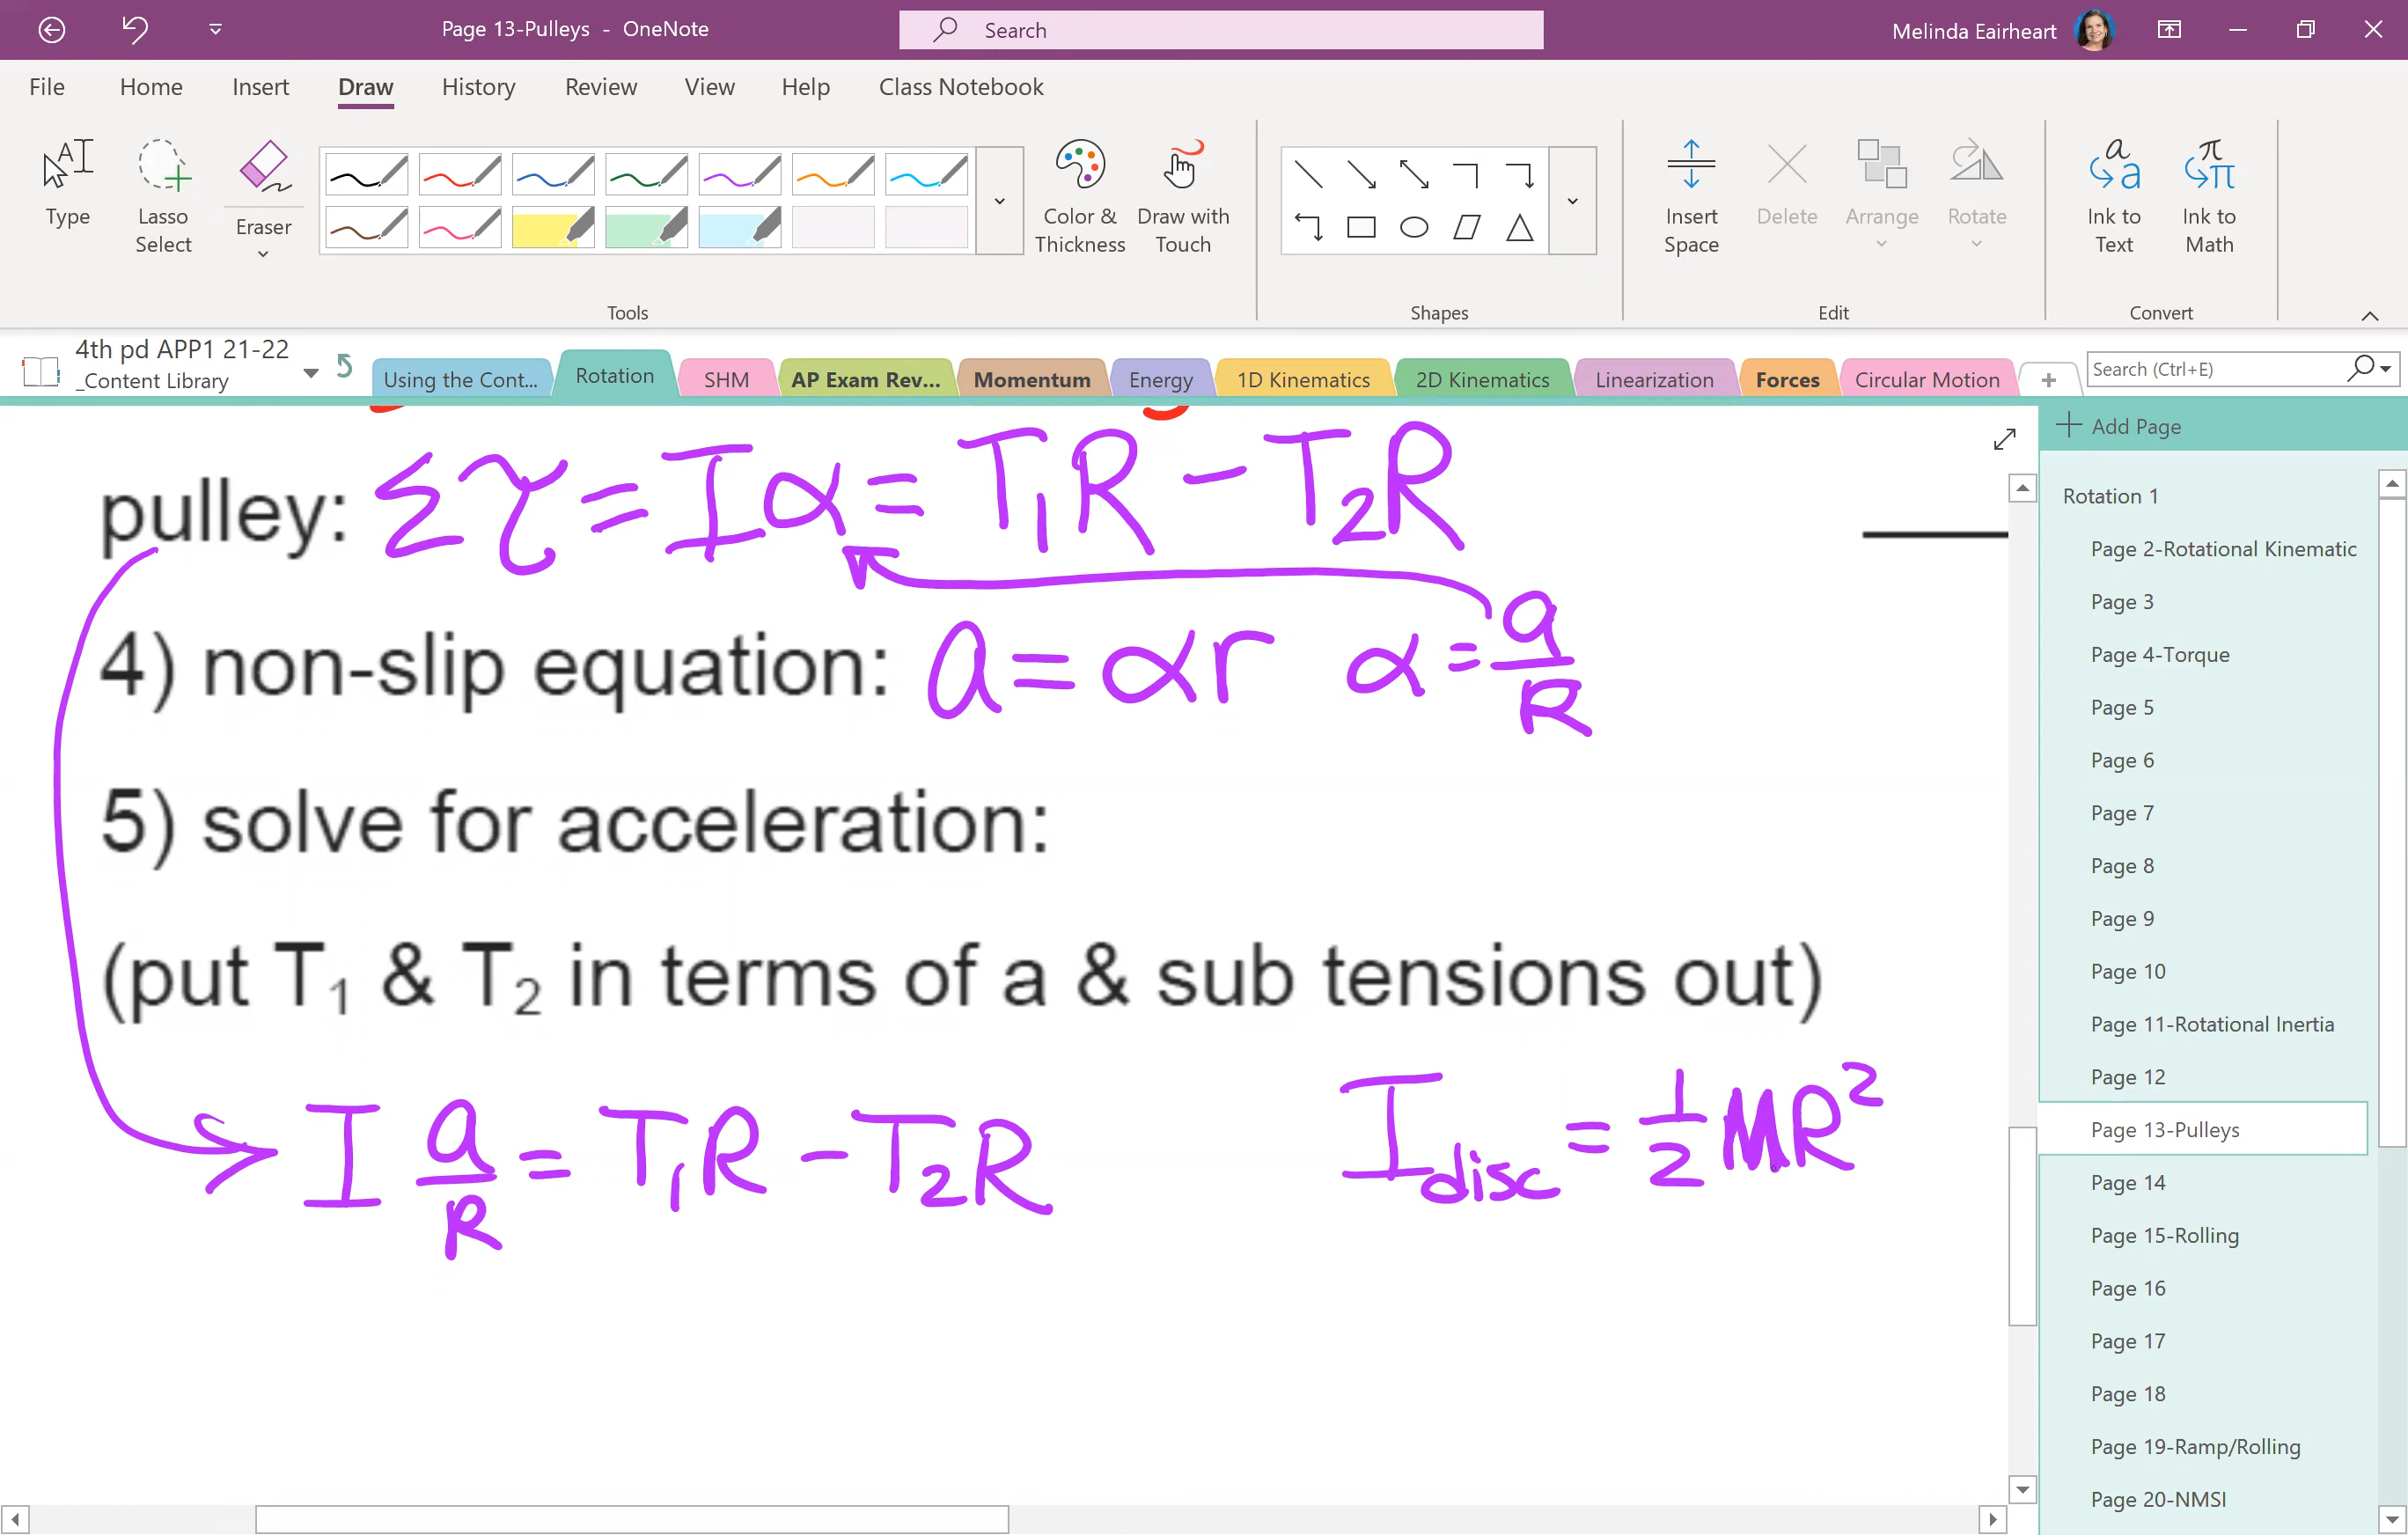 Page 13-Pulleys - OneNote
Search
Melinda Eairheart
File Home Insert Draw History Review View Help Class Notebook
Type
Lasso Select
Eraser
Color & Thickness
Draw with Touch
Insert Space
Delete
Arrange
Rotate
Ink to Text
Ink to Math
Tools
Shapes
Edit
Convert
4th pd APP1 21-22
_Content Library
Using the Cont... Rotation SHM AP Exam Rev... Momentum Energy 1D Kinematics 2D Kinematics Linearization Forces Circular Motion +
Search (Ctrl+E)
pulley: Στ = Iα = T₁R - T₂R
4) non-slip equation: a = αr α = a/R
5) solve for acceleration:
(put T₁ & T₂ in terms of a & sub tensions out)
I a/R = T₁R - T₂R
I disc = 1/2 MR²
Add Page
Rotation 1
Page 2-Rotational Kinematic
Page 3
Page 4-Torque
Page 5
Page 6
Page 7
Page 8
Page 9
Page 10
Page 11-Rotational Inertia
Page 12
Page 13-Pulleys
Page 14
Page 15-Rolling
Page 16
Page 17
Page 18
Page 19-Ramp/Rolling
Page 20-NMSI